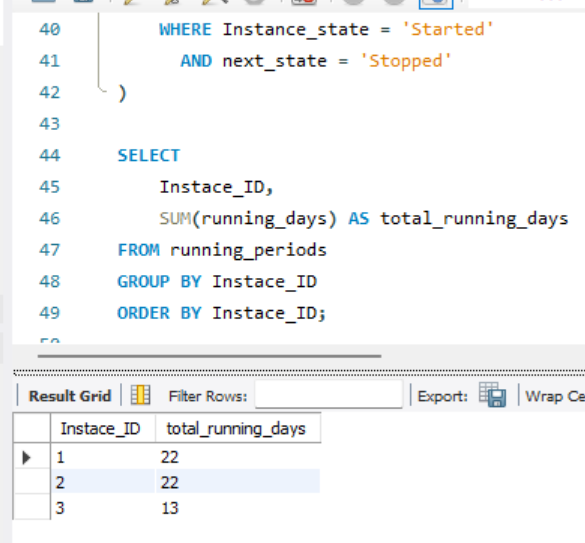 40 WHERE Instance_state = 'Started'
41 AND next_state = 'Stopped'
42 )
43
44 SELECT
45 Instace_ID,
46 SUM(running_days) AS total_running_days
47 FROM running_periods
48 GROUP BY Instace_ID
49 ORDER BY Instace_ID;
Result Grid Filter Rows: Export: Wrap Ce
Instace_ID total_running_days
1 22
2 22
3 13